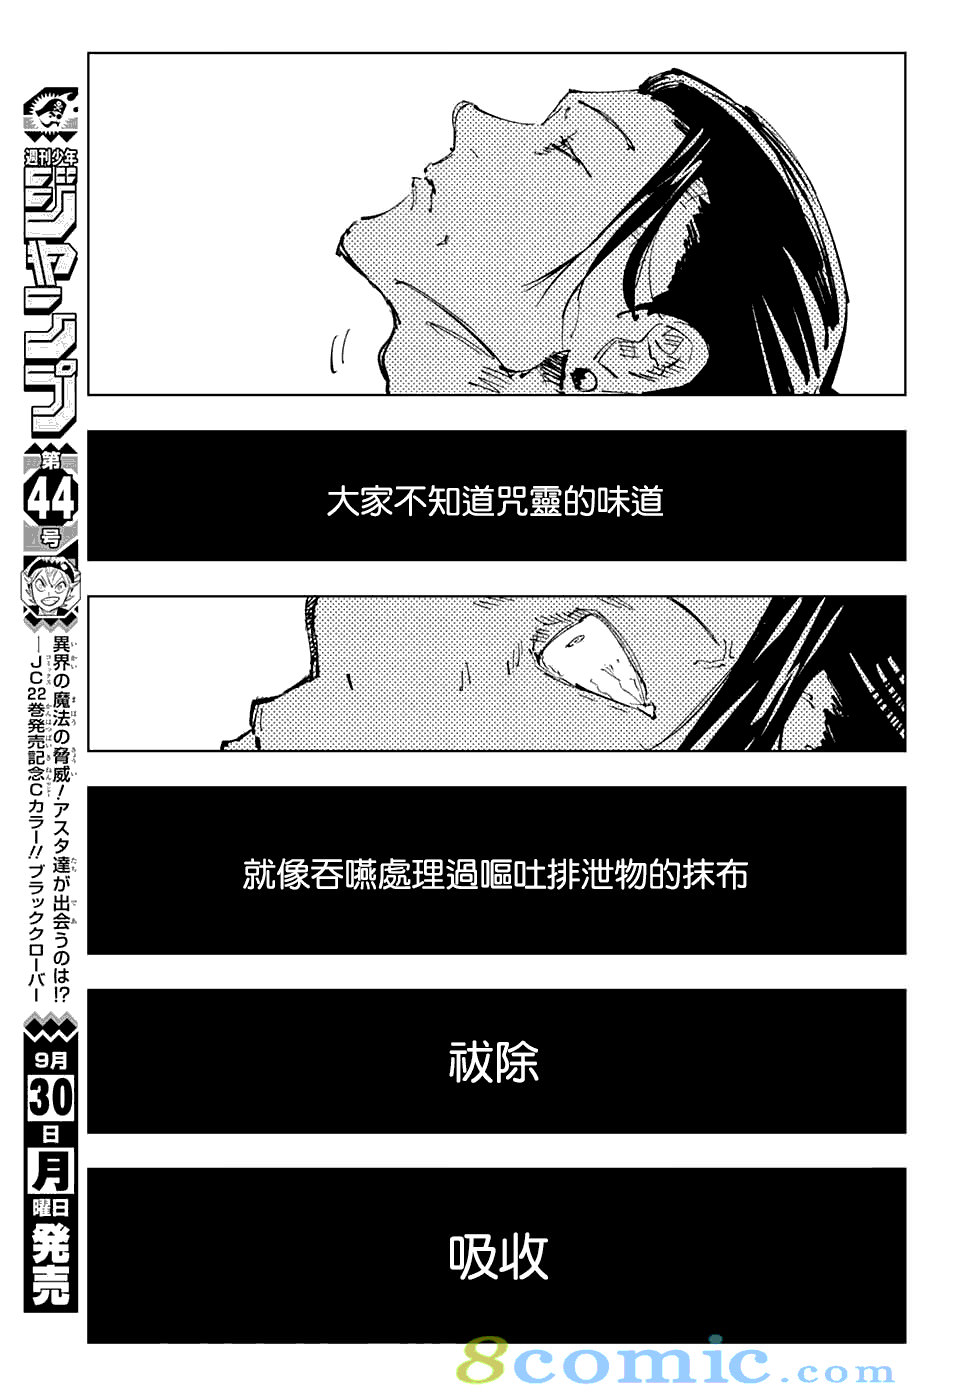 大家不知道咒靈的味道
就像吞嚥處理過嘔吐排泄物的抹布
祓除
吸收
週刊少年
ジャンプ
第
44
号
異界の魔法の脅威！アスタ達が出会うのは!?
―JC22巻発売記念Cカラー!!ブラッククローバー
9月
30
日
月
曜日
発売
8comic.com